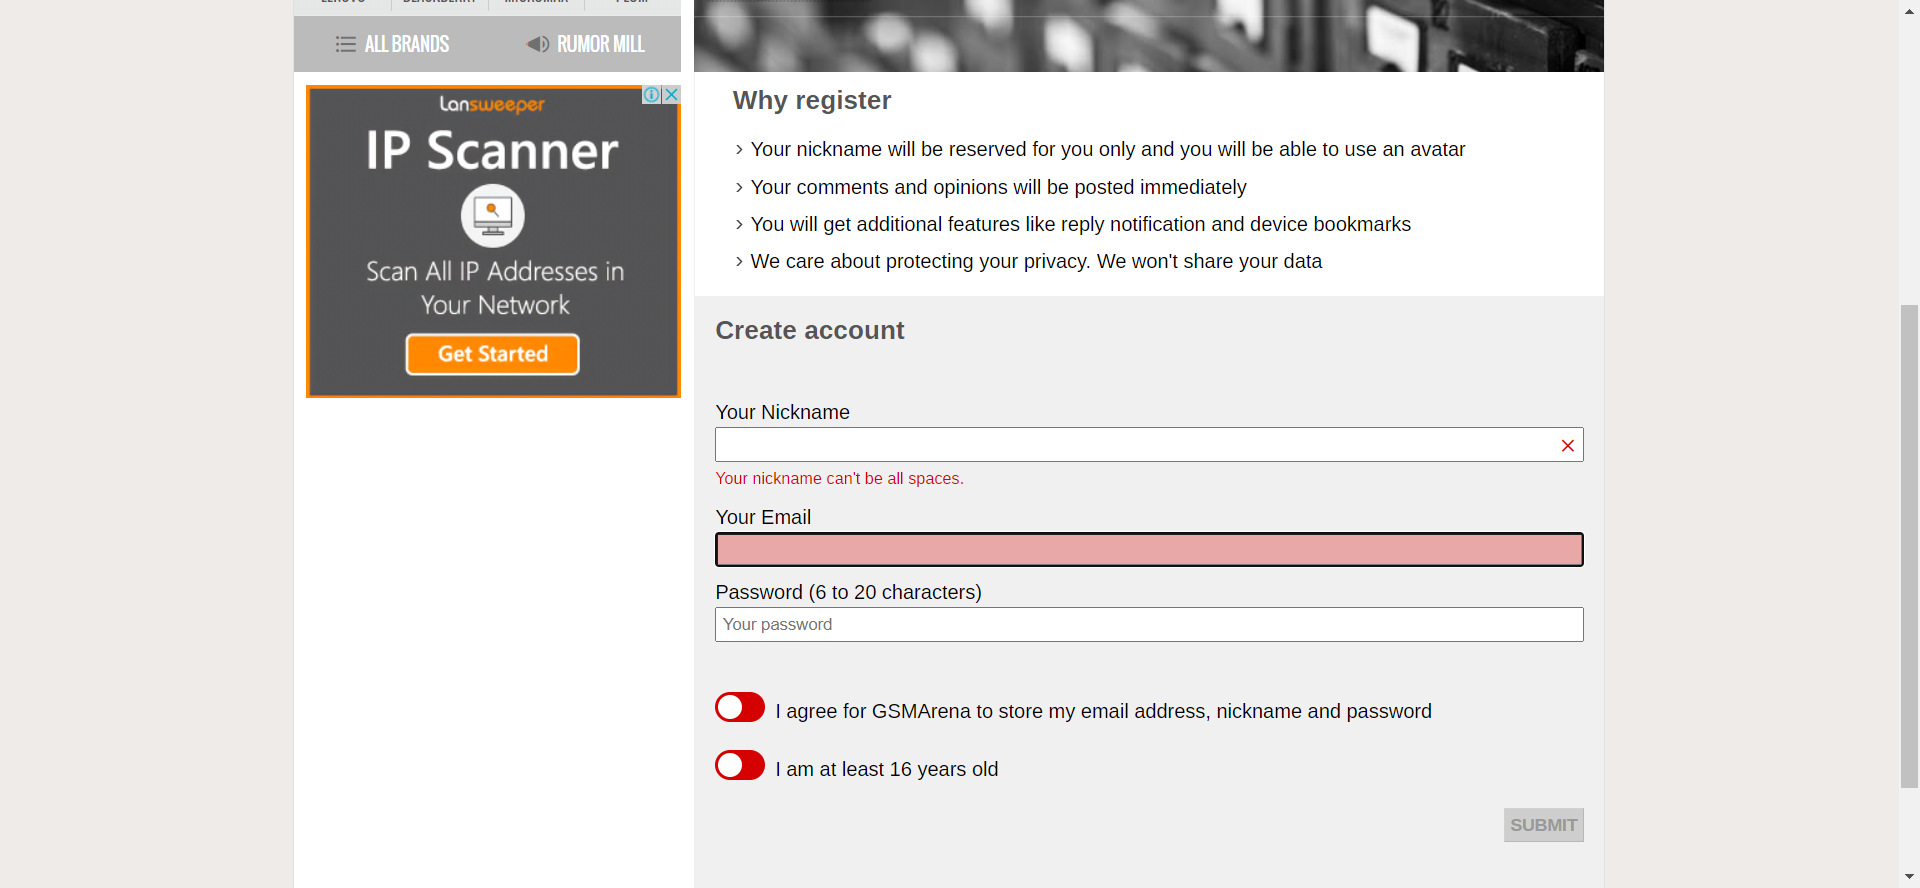 ALL BRANDS
RUMOR MILL
Lansweeper
IP Scanner
Scan All IP Addresses in
Your Network
Get Started
Why register
Your nickname will be reserved for you only and you will be able to use an avatar
Your comments and opinions will be posted immediately
You will get additional features like reply notification and device bookmarks
We care about protecting your privacy. We won't share your data
Create account
Your Nickname
Your nickname can't be all spaces.
Your Email
Password (6 to 20 characters)
Your password
I agree for GSMArena to store my email address, nickname and password
I am at least 16 years old
SUBMIT